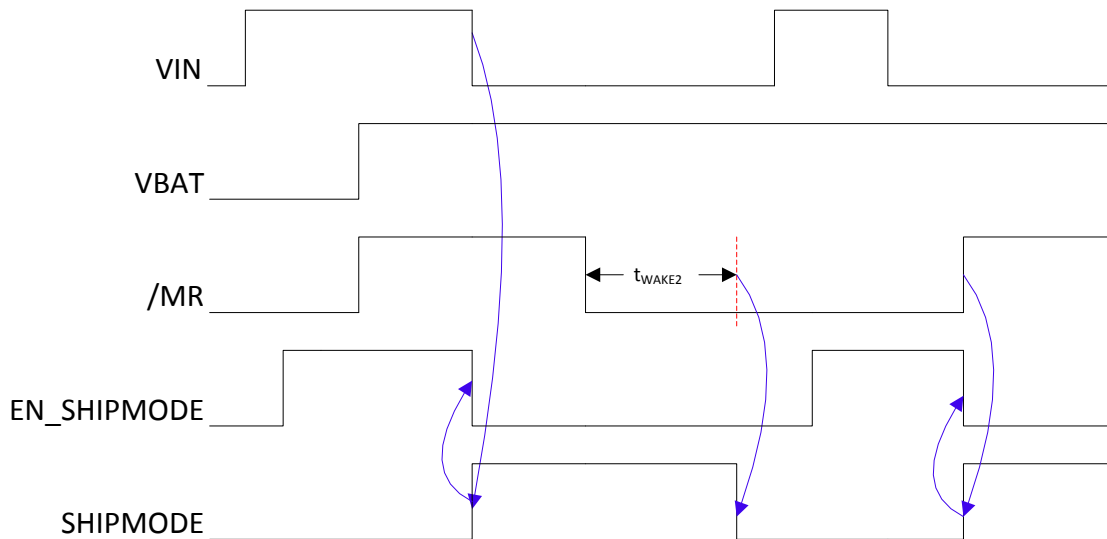 VIN
VBAT
/MR
tWAKE2
EN_SHIPMODE
SHIPMODE